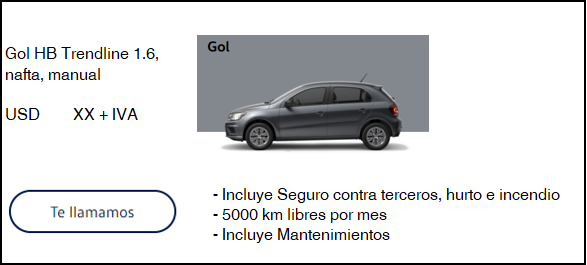 Gol HB Trendline 1.6,
nafta, manual
USD XX + IVA
Gol
Te llamamos
- Incluye Seguro contra terceros, hurto e incendio
- 5000 km libres por mes
- Incluye Mantenimientos